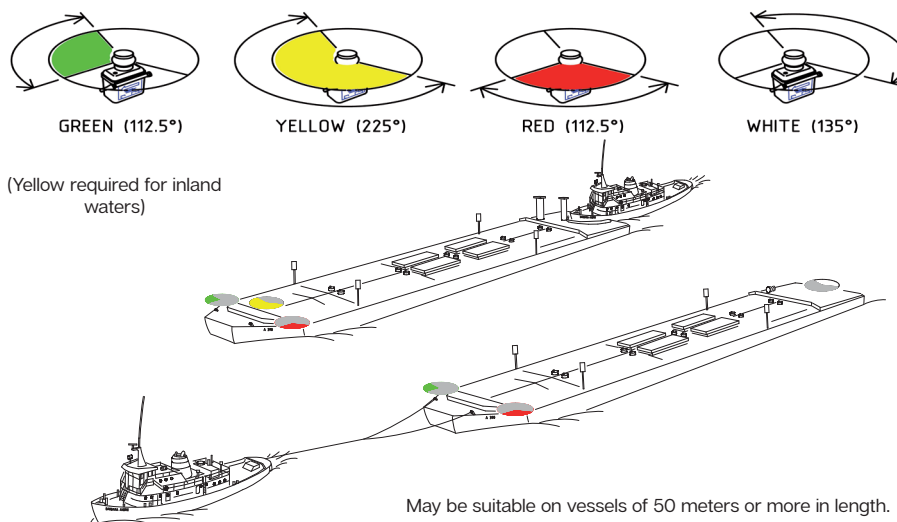 GREEN (112.5°)
YELLOW (225°)
RED (112.5°)
WHITE (135°)
(Yellow required for inland
waters)
May be suitable on vessels of 50 meters or more in length.